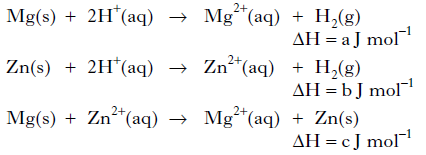 Mg(s) + 2H⁺(aq) → Mg²⁺(aq) + H₂(g)
ΔH = a J mol⁻¹
Zn(s) + 2H⁺(aq) → Zn²⁺(aq) + H₂(g)
ΔH = b J mol⁻¹
Mg(s) + Zn²⁺(aq) → Mg²⁺(aq) + Zn(s)
ΔH = c J mol⁻¹